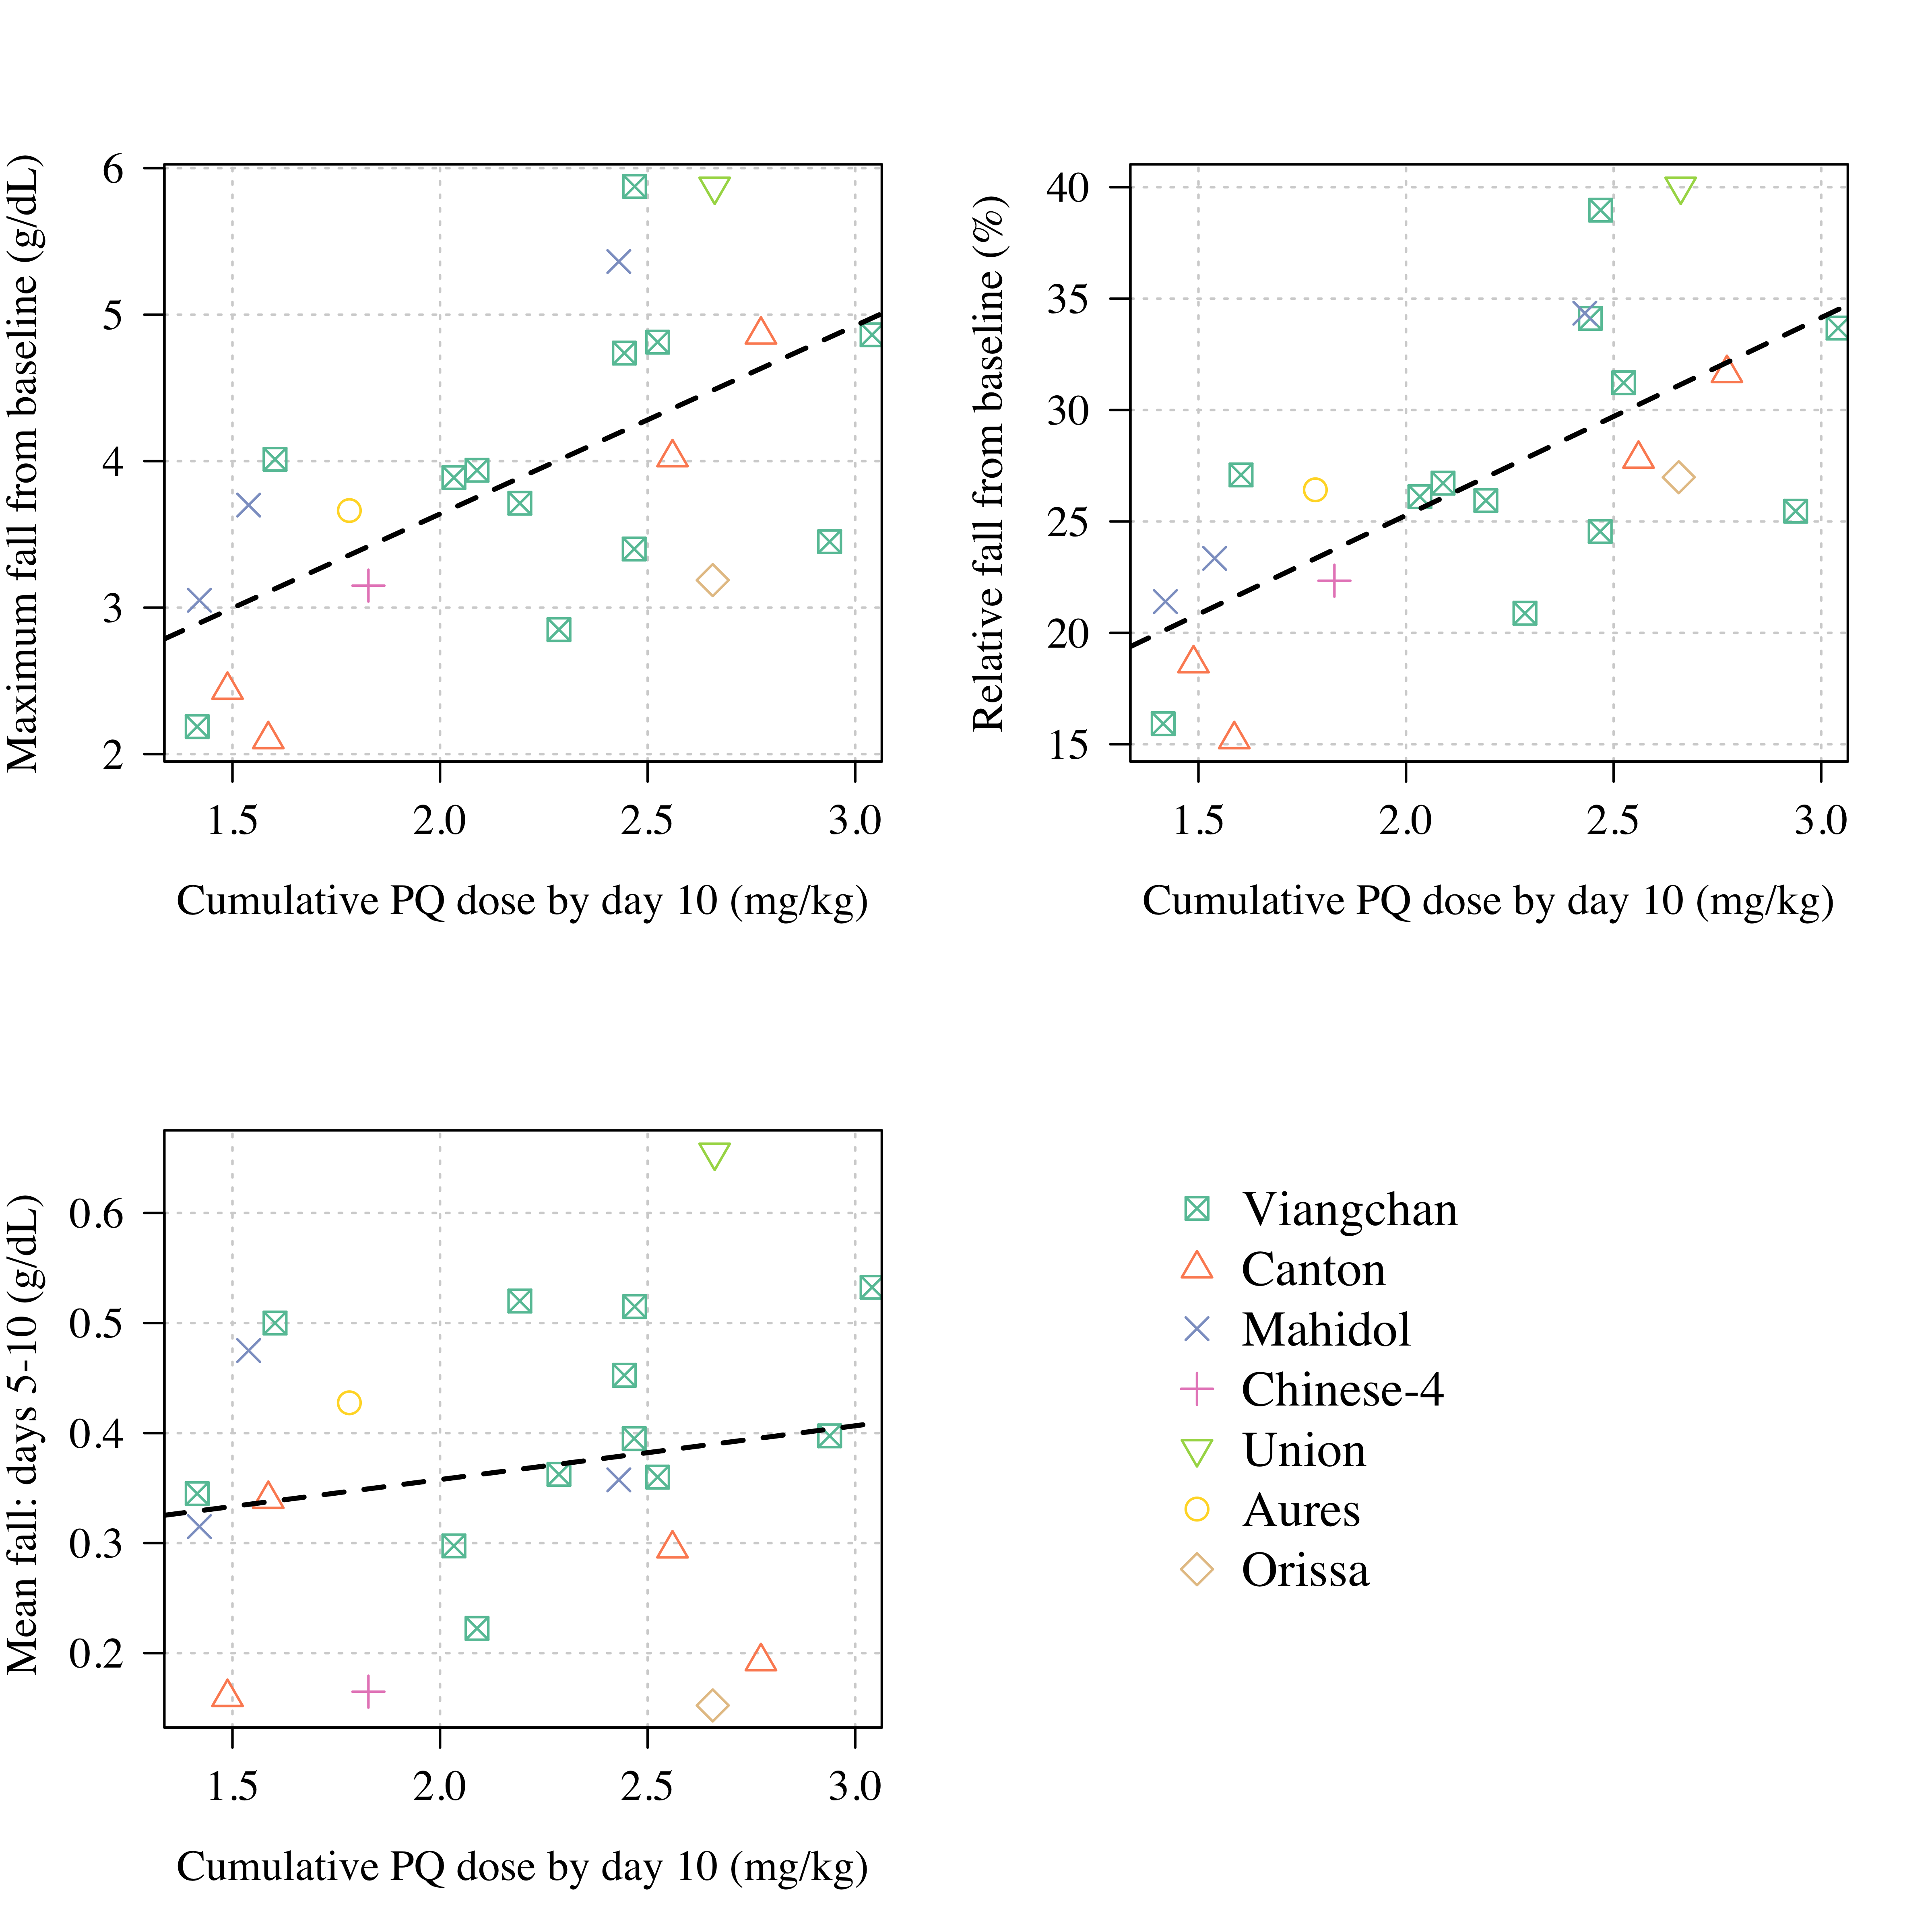 Maximum fall from baseline (g/dL)
6
5
4
3
2
1.5 2.0 2.5 3.0
Cumulative PQ dose by day 10 (mg/kg)
Relative fall from baseline (%)
40
35
30
25
20
15
1.5 2.0 2.5 3.0
Cumulative PQ dose by day 10 (mg/kg)
Mean fall: days 5-10 (g/dL)
0.6
0.5
0.4
0.3
0.2
1.5 2.0 2.5 3.0
Cumulative PQ dose by day 10 (mg/kg)
Viangchan
Canton
Mahidol
Chinese-4
Union
Aures
Orissa